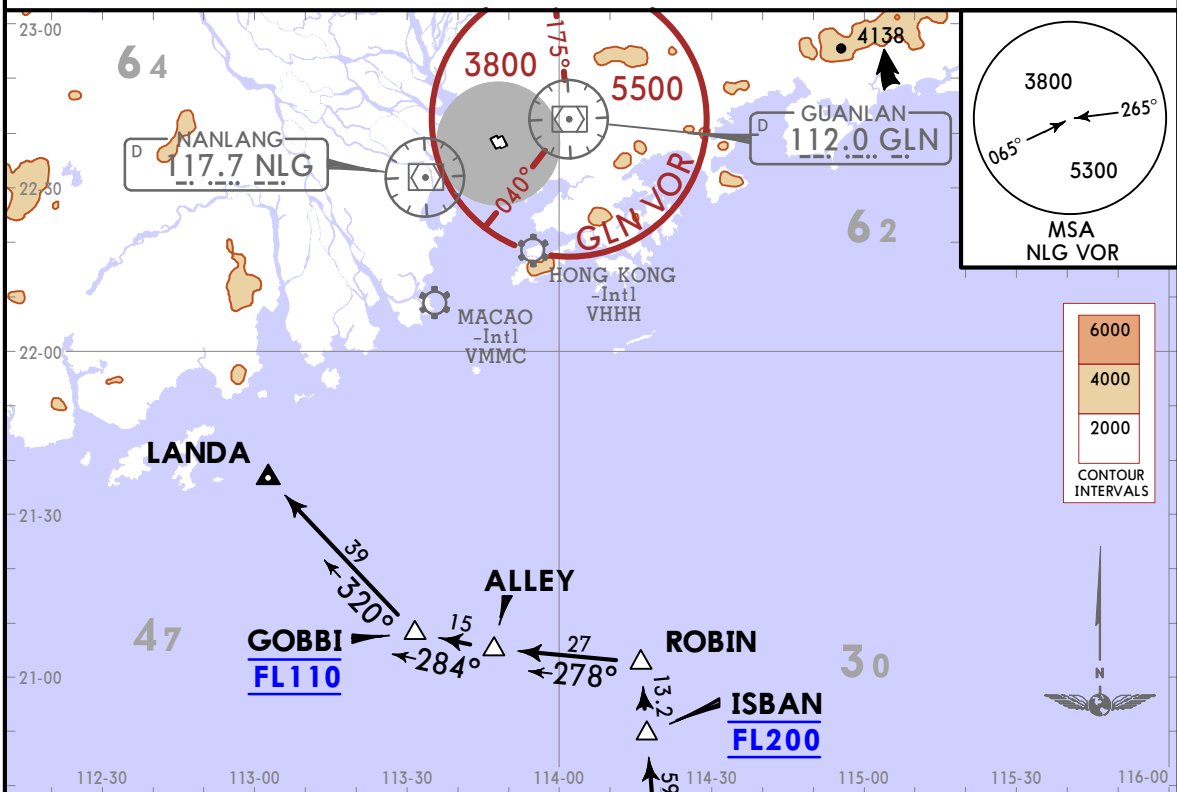 23-00
64
3800
175°
5500
4138
3800
265°
065°
5300
MSA
NLG VOR
D
NANLANG
117.7 NLG
D
GUANLAN
112.0 GLN
22-30
040°
GLN VOR
62
HONG KONG
-Intl
VHHH
MACAO
-Intl
VMMC
22-00
6000
4000
2000
CONTOUR
INTERVALS
LANDA
21-30
39
320°
ALLEY
47
GOBBI
FL110
15
284°
27
278°
ROBIN
30
N
21-00
13.2
ISBAN
FL200
59
112-30
113-00
113-30
114-00
114-30
115-00
115-30
116-00